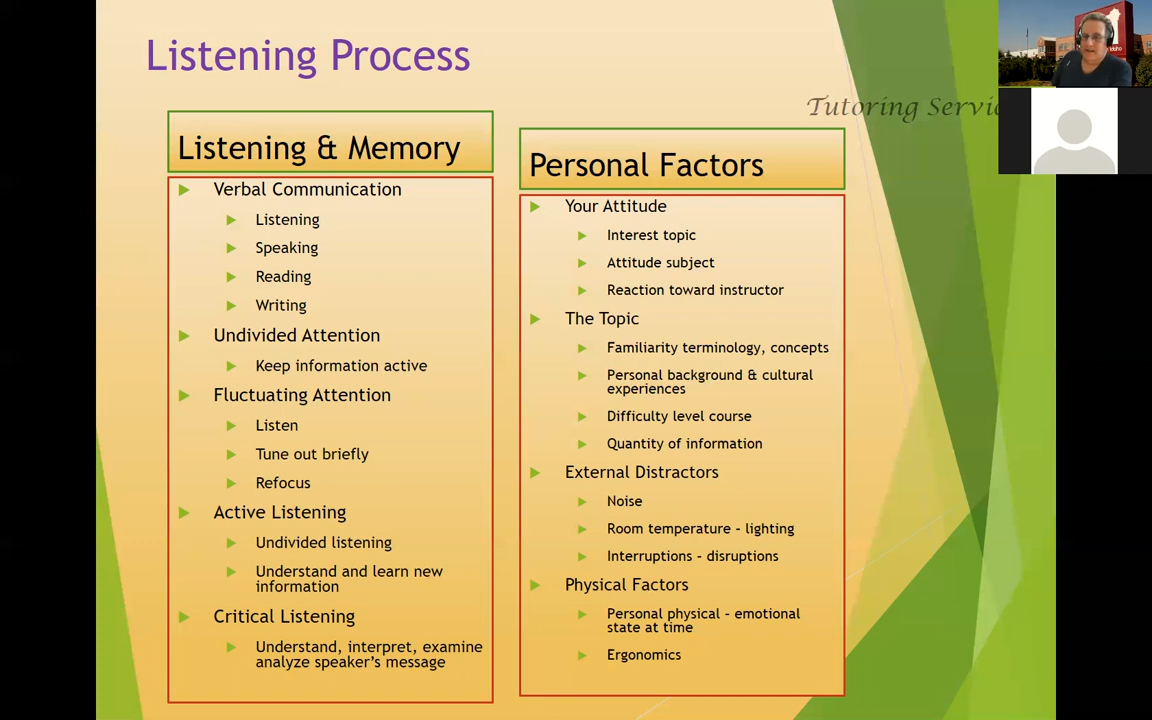 Listening Process
Tutoring
Listening & Memory
Verbal Communication
Listening
Speaking
Reading
Writing
Undivided Attention
Keep information active
Fluctuating Attention
Listen
Tune out briefly
Refocus
Active Listening
Undivided listening
Understand and learn new
information
Critical Listening
Understand, interpret, examine
analyze speaker's message
Personal Factors
Your Attitude
Interest topic
Attitude subject
Reaction toward instructor
The Topic
Familiarity terminology, concepts
Personal background & cultural
experiences
Difficulty level course
Quantity of information
External Distractors
Noise
Room temperature – lighting
Interruptions – disruptions
Physical Factors
Personal physical – emotional
state at time
Ergonomics